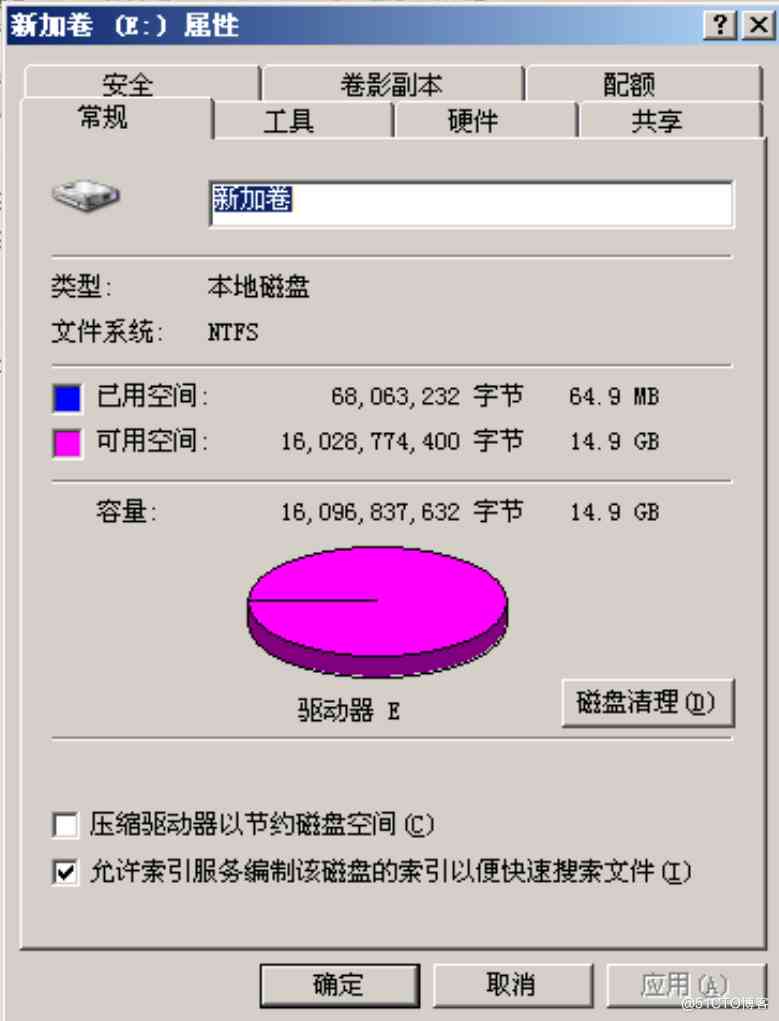 新加卷 (E:) 属性
安全 卷影副本 配额
常规 工具 硬件 共享
新加卷
类型: 本地磁盘
文件系统: NTFS
已用空间: 68,063,232 字节 64.9 MB
可用空间: 16,028,774,400 字节 14.9 GB
容量: 16,096,837,632 字节 14.9 GB
驱动器 E
磁盘清理(D)
压缩驱动器以节约磁盘空间(C)
允许索引服务编制该磁盘的索引以便快速搜索文件(I)
确定 取消 应用(A)
@51CTO博客